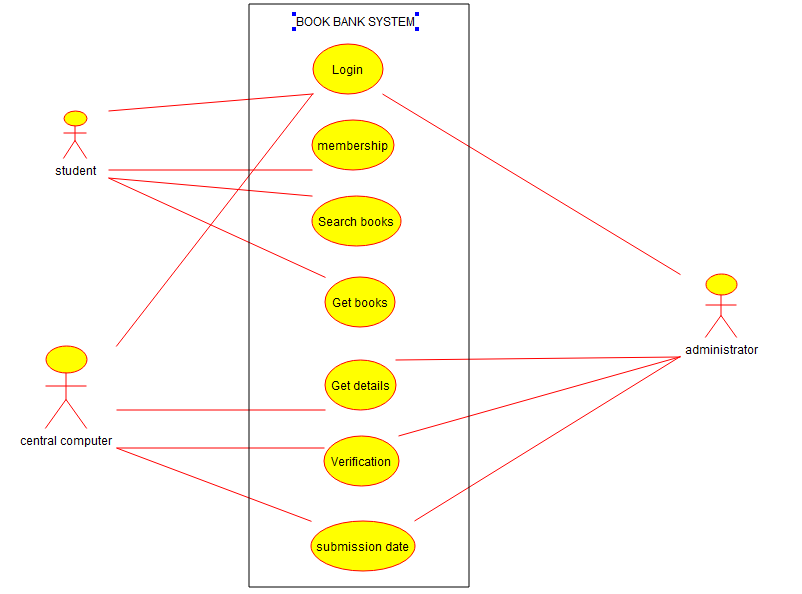 BOOK BANK SYSTEM
Login
membership
student
Search books
Get books
administrator
Get details
central computer
Verification
submission date